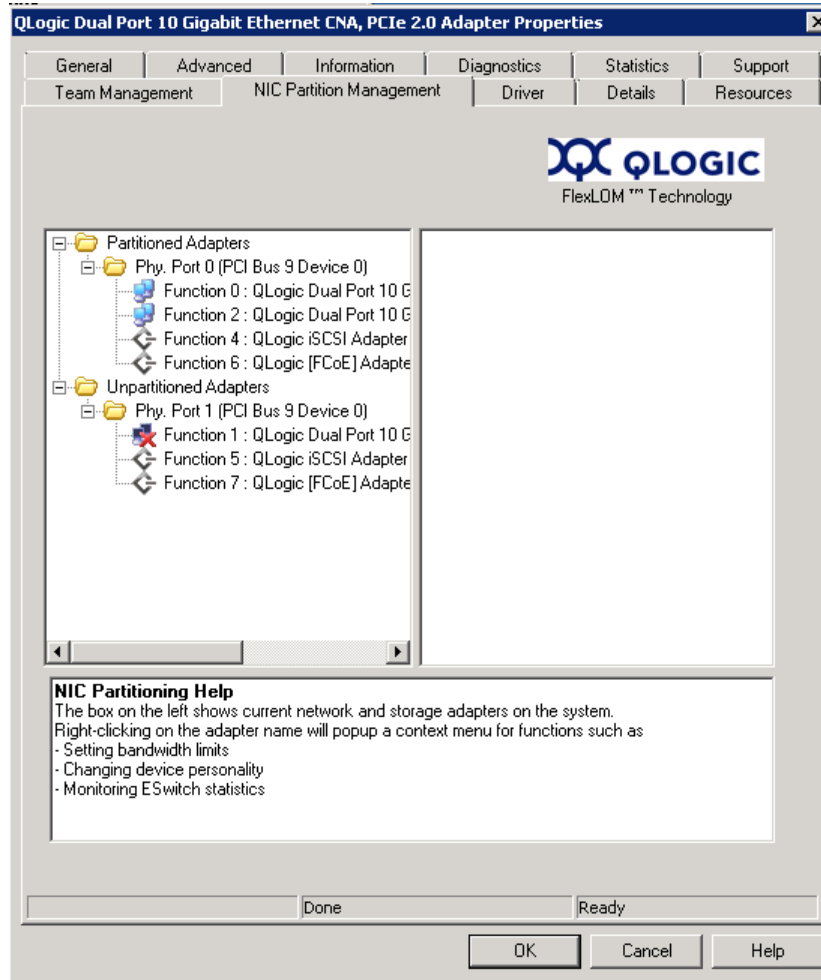 QLogic Dual Port 10 Gigabit Ethernet CNA, PCIe 2.0 Adapter Properties
General Advanced Information Diagnostics Statistics Support
Team Management NIC Partition Management Driver Details Resources
QLOGIC
FlexLOM ™ Technology
Partitioned Adapters
Phy. Port 0 (PCI Bus 9 Device 0)
Function 0 : QLogic Dual Port 10 G
Function 2 : QLogic Dual Port 10 G
Function 4 : QLogic iSCSI Adapter
Function 6 : QLogic [FCoE] Adapte
Unpartitioned Adapters
Phy. Port 1 (PCI Bus 9 Device 0)
Function 1 : QLogic Dual Port 10 G
Function 5 : QLogic iSCSI Adapter
Function 7 : QLogic [FCoE] Adapte
NIC Partitioning Help
The box on the left shows current network and storage adapters on the system.
Right-clicking on the adapter name will popup a context menu for functions such as
- Setting bandwidth limits
- Changing device personality
- Monitoring ESwitch statistics
Done Ready
OK Cancel Help